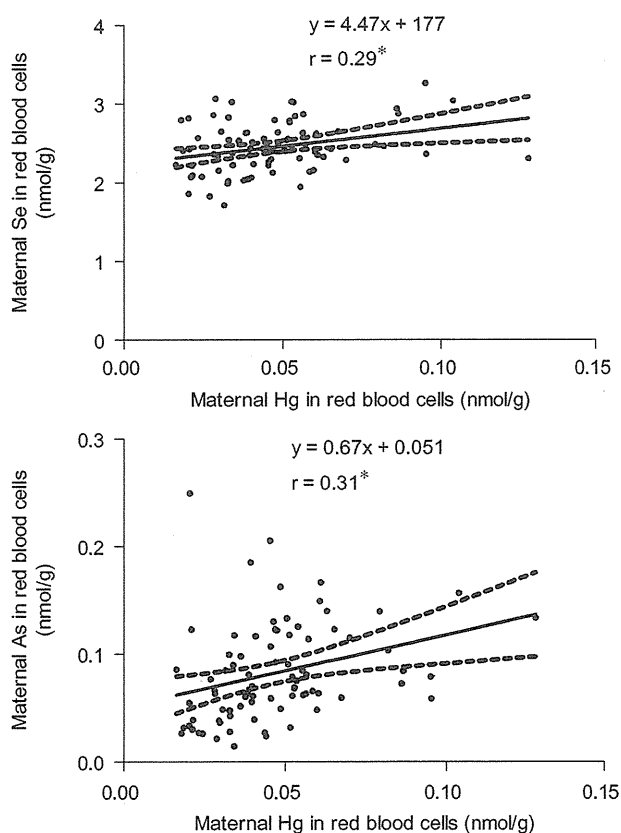 y = 4.47x + 177
r = 0.29*
4
3
2
1
0
Maternal Se in red blood cells
(nmol/g)
0.00
0.05
0.10
0.15
Maternal Hg in red blood cells (nmol/g)
y = 0.67x + 0.051
r = 0.31*
0.3
0.2
0.1
0.0
Maternal As in red blood cells
(nmol/g)
0.00
0.05
0.10
0.15
Maternal Hg in red blood cells (nmol/g)